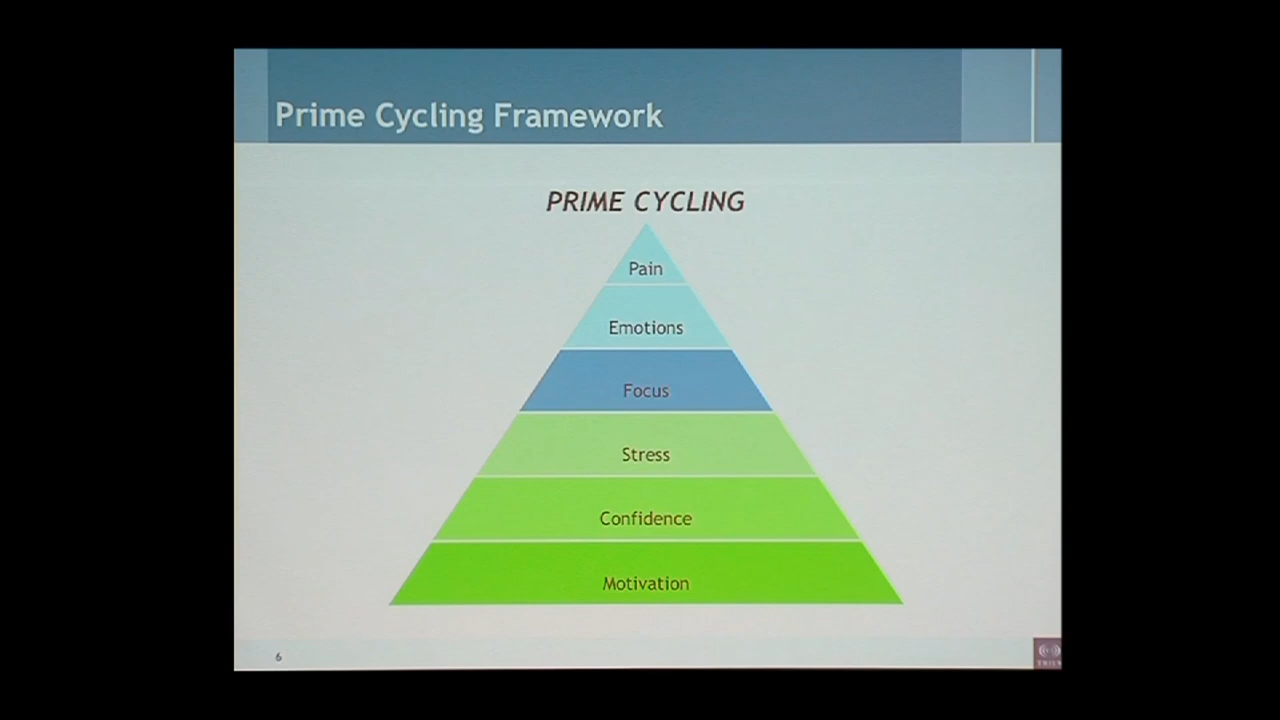 Prime Cycling Framework
PRIME CYCLING
Pain
Emotions
Focus
Stress
Confidence
Motivation
6